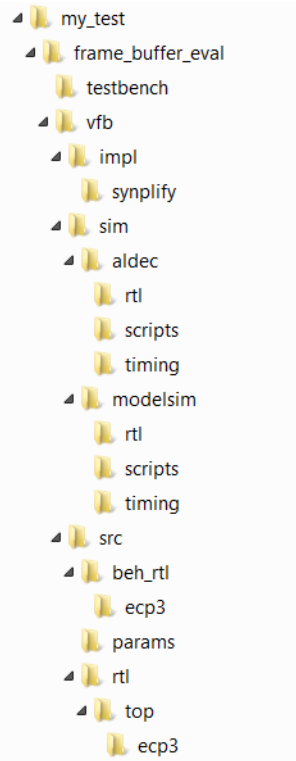 my_test
frame_buffer_eval
testbench
vfb
impl
synplify
sim
aldec
rtl
scripts
timing
modelsim
rtl
scripts
timing
src
beh_rtl
ecp3
params
rtl
top
ecp3